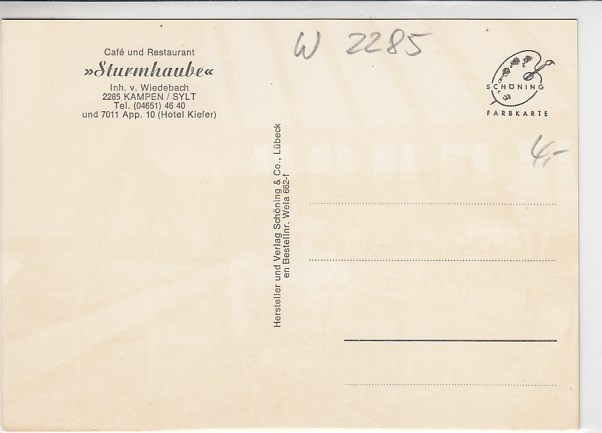 Café und Restaurant
»Sturmhaube«
Inh. v. Wiedebach
2285 KAMPEN / SYLT
Tel. (04651) 46 40
und 7011 App. 10 (Hotel Kiefer)
W 2285
SCHÖNING
FARBKARTE
4,-
Hersteller und Verlag Schöning & Co., Lübeck
en Bestellnr. Wela 662-f